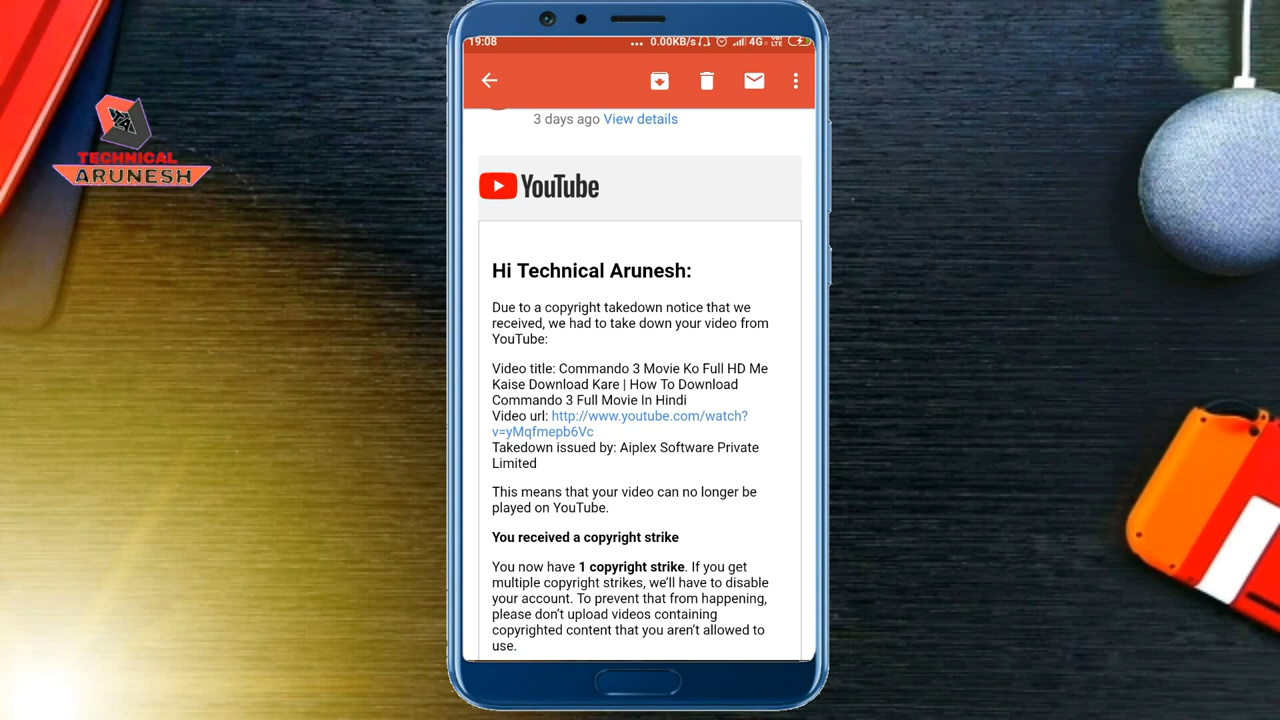 19:08 ... 0.00KB/s 4G
3 days ago View details
YouTube
TECHNICAL
ARUNESH
Hi Technical Arunesh:
Due to a copyright takedown notice that we
received, we had to take down your video from
YouTube:
Video title: Commando 3 Movie Ko Full HD Me
Kaise Download Kare | How To Download
Commando 3 Full Movie In Hindi
Video url: http://www.youtube.com/watch?
v=yMqfmepb6Vc
Takedown issued by: Aiplex Software Private
Limited
This means that your video can no longer be
played on YouTube.
You received a copyright strike
You now have 1 copyright strike. If you get
multiple copyright strikes, we’ll have to disable
your account. To prevent that from happening,
please don’t upload videos containing
copyrighted content that you aren’t allowed to
use.